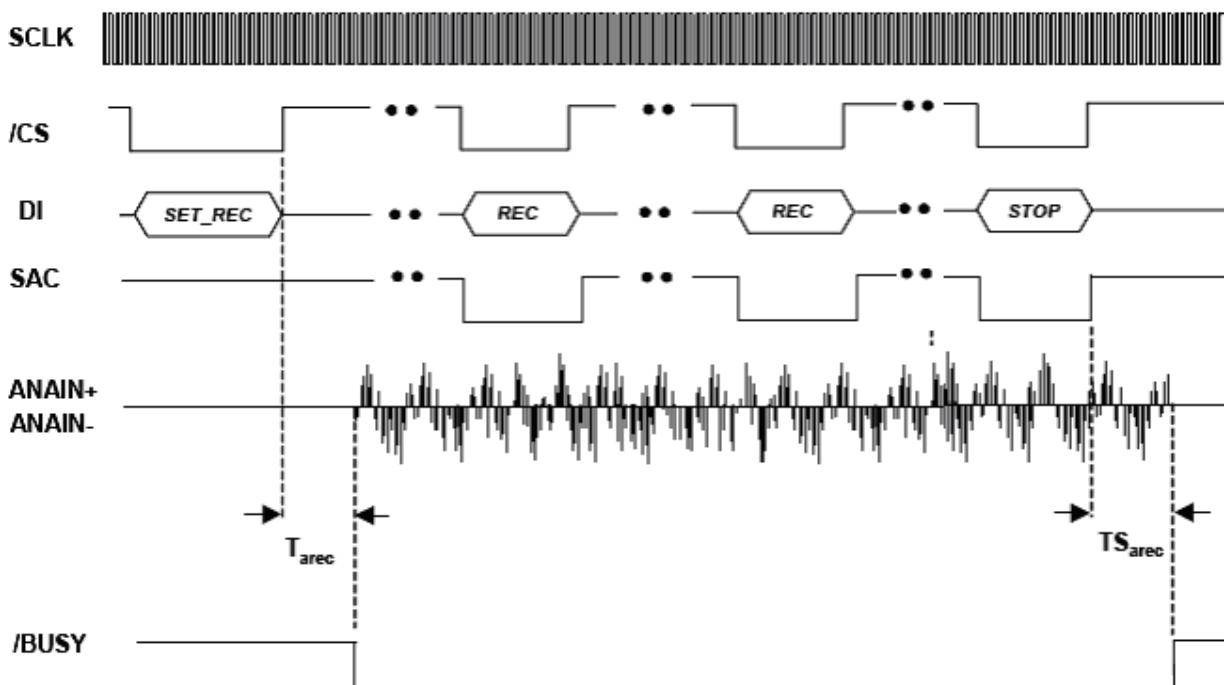 SCLK
/CS
DI
SET_REC
REC
REC
STOP
SAC
ANAIN+
ANAIN-
Tarec
TSarec
/BUSY